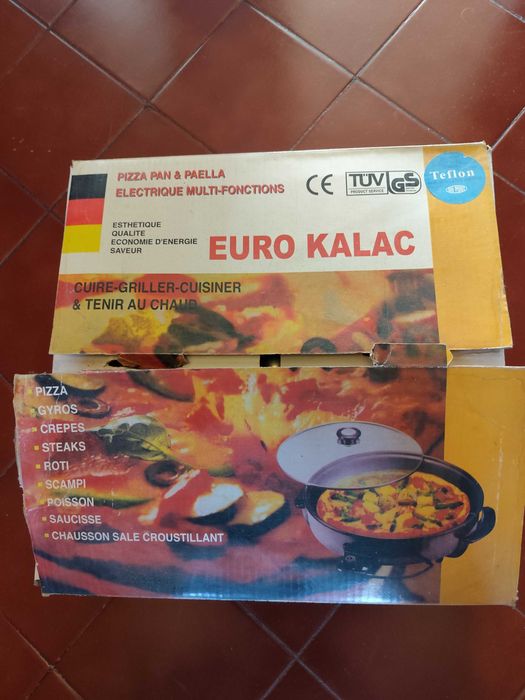 PIZZA PAN & PAELLA
ELECTRIQUE MULTI-FONCTIONS
CE
TÜV
PRODUCT SERVICE
GS
Teflon
ESTHETIQUE
QUALITE
ECONOMIE D'ENERGIE
SAVEUR
EURO KALAC
CUIRE-GRILLER-CUISINER
& TENIR AU CHAUD
PIZZA
GYROS
CREPES
STEAKS
ROTI
SCAMPI
POISSON
SAUCISSE
CHAUSSON SALE CROUSTILLANT